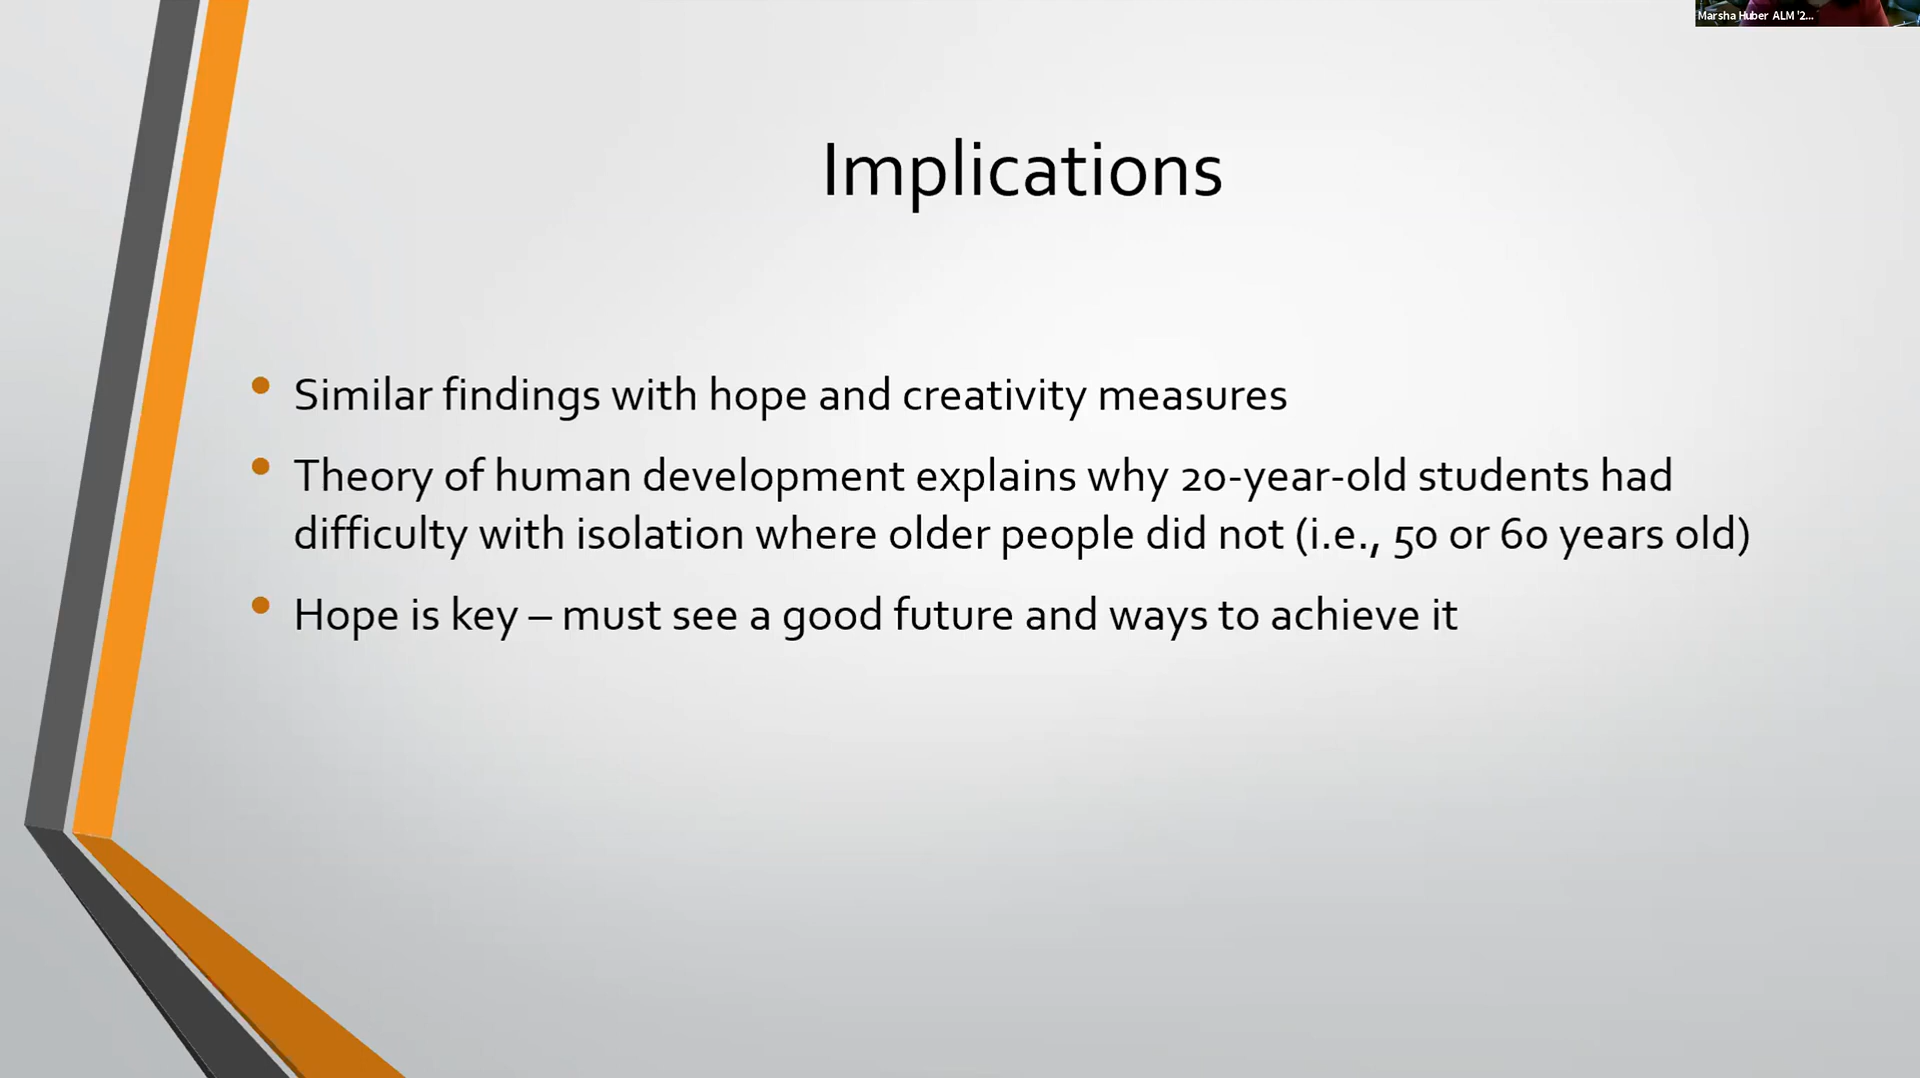 Marsha Huber ALM '2...
Implications
• Similar findings with hope and creativity measures
• Theory of human development explains why 20-year-old students had
difficulty with isolation where older people did not (i.e., 50 or 60 years old)
• Hope is key – must see a good future and ways to achieve it